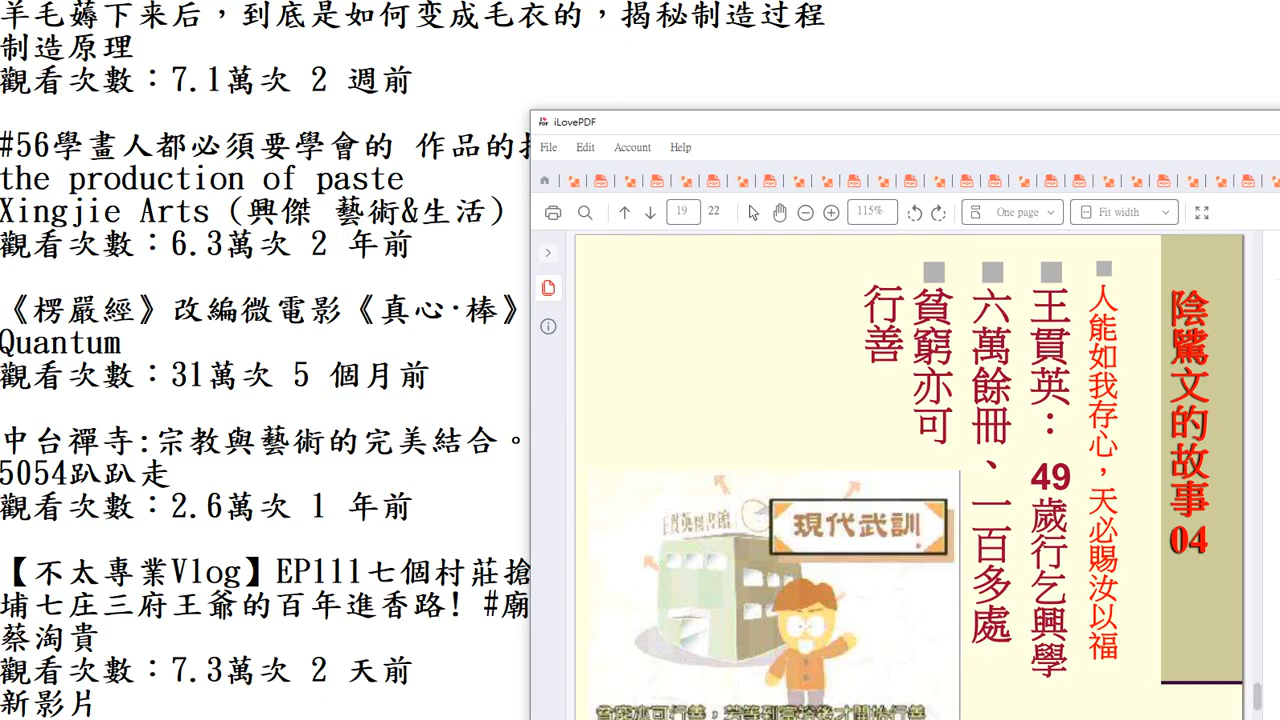 羊毛薅下来后，到底是如何变成毛衣的，揭秘制造过程
制造原理
觀看次數：7.1萬次 2 週前
#56學畫人都必須要學會的 作品的
the production of paste
Xingjie Arts (興傑 藝術&生活)
觀看次數：6.3萬次 2 年前
《楞嚴經》改編微電影《真心·棒》
Quantum
觀看次數：31萬次 5 個月前
中台禪寺:宗教與藝術的完美結合。
5054趴趴走
觀看次數：2.6萬次 1 年前
【不太專業Vlog】EP111七個村莊搶
埔七庄三府王爺的百年進香路! #廟
蔡淘貴
觀看次數：7.3萬次 2 天前
新影片
iLovePDF
File Edit Account Help
19 22 115% One page Fit width
陰騭文的故事04
人能如我存心，天必賜汝以福
王貫英：49歲行乞興學
六萬餘冊、一百多處
貧窮亦可
行善
王貫英圖書館
現代武訓